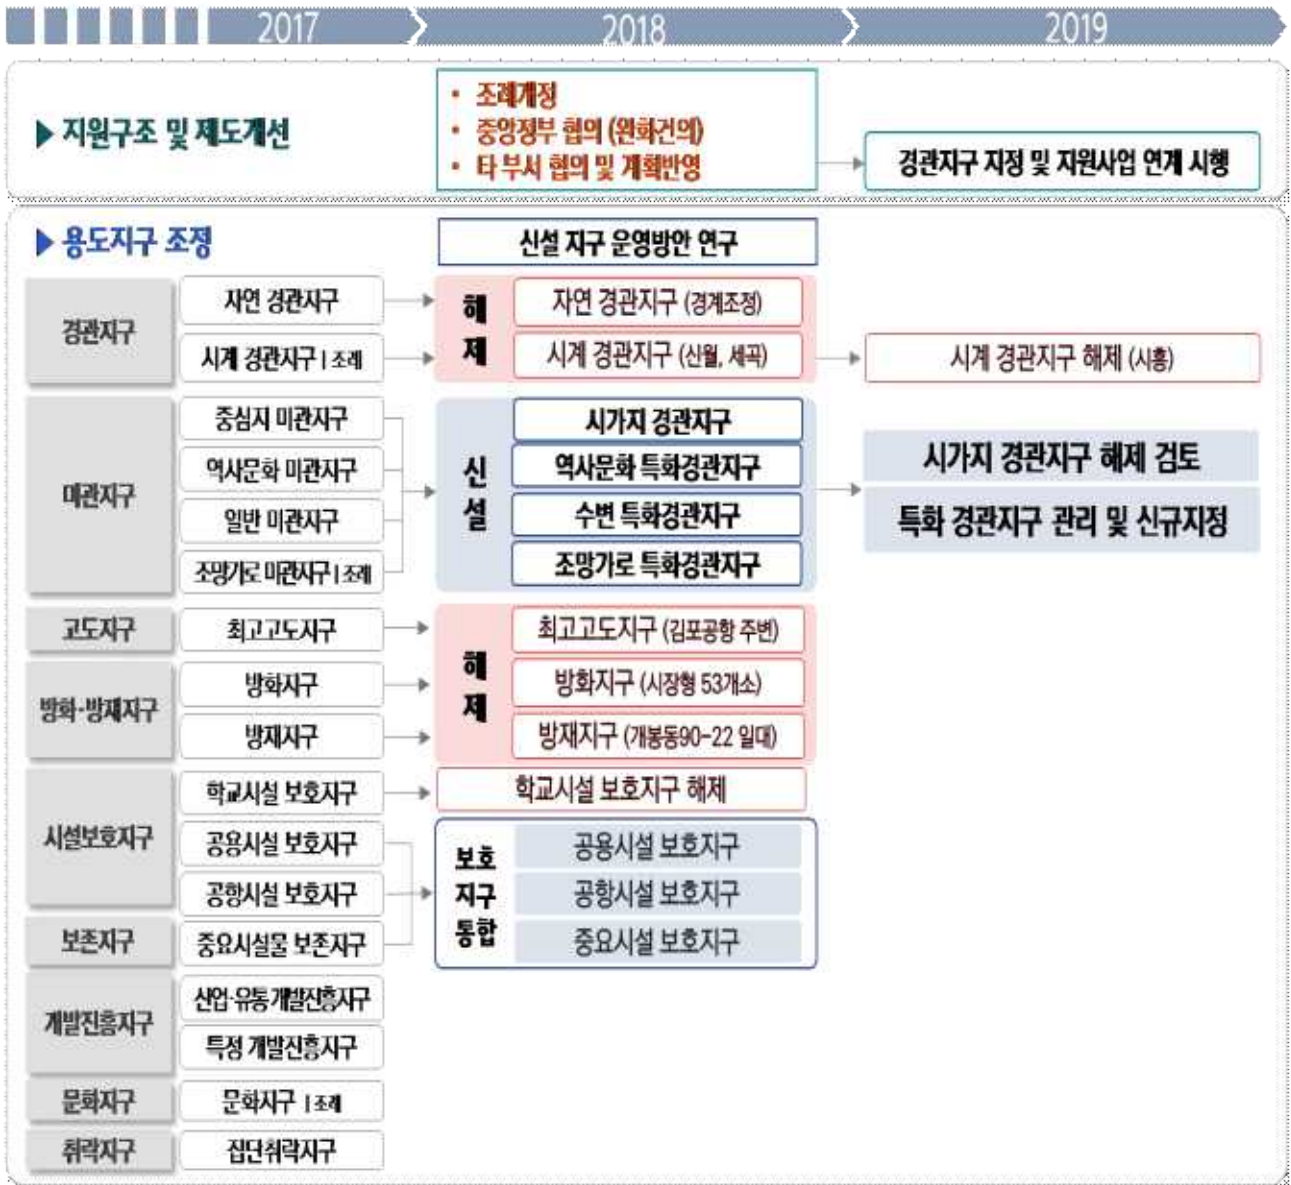 2017
2018
2019
▶ 지원구조 및 제도개선
• 조례개정
• 중앙정부 협의 (완화건의)
• 타 부서 협의 및 계획반영
경관지구 지정 및 지원사업 연계 시행
▶ 용도지구 조정
신설 지구 운영방안 연구
경관지구
자연 경관지구
시계 경관지구 | 조례
해제
자연 경관지구 (경계조정)
시계 경관지구 (신월, 세곡)
시계 경관지구 해제 (시흥)
미관지구
중심지 미관지구
역사문화 미관지구
일반 미관지구
조망가로 미관지구 | 조례
신설
시가지 경관지구
역사문화 특화경관지구
수변 특화경관지구
조망가로 특화경관지구
시가지 경관지구 해제 검토
특화 경관지구 관리 및 신규지정
고도지구
최고고도지구
방화·방재지구
방화지구
방재지구
해제
최고고도지구 (김포공항 주변)
방화지구 (시장형 53개소)
방재지구 (개봉동90-22 일대)
시설보호지구
학교시설 보호지구
학교시설 보호지구 해제
공용시설 보호지구
공항시설 보호지구
보존지구
중요시설물 보존지구
보호
지구
통합
공용시설 보호지구
공항시설 보호지구
중요시설 보호지구
개발진흥지구
산업·유통개발진흥지구
특정 개발진흥지구
문화지구
문화지구 | 조례
취락지구
집단취락지구